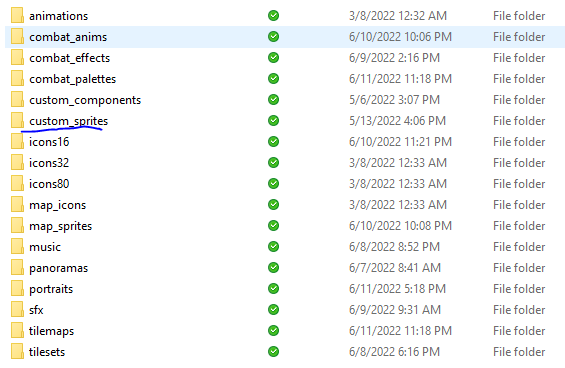 animations 3/8/2022 12:32 AM File folder
combat_anims 6/10/2022 10:06 PM File folder
combat_effects 6/9/2022 2:16 PM File folder
combat_palettes 6/11/2022 11:18 PM File folder
custom_components 5/6/2022 3:07 PM File folder
custom_sprites 5/13/2022 4:06 PM File folder
icons16 6/10/2022 11:21 PM File folder
icons32 3/8/2022 12:33 AM File folder
icons80 3/8/2022 12:33 AM File folder
map_icons 3/8/2022 12:33 AM File folder
map_sprites 6/10/2022 10:08 PM File folder
music 6/8/2022 8:52 PM File folder
panoramas 6/7/2022 8:41 AM File folder
portraits 6/11/2022 5:18 PM File folder
sfx 6/9/2022 9:31 AM File folder
tilemaps 6/11/2022 11:18 PM File folder
tilesets 6/8/2022 6:16 PM File folder